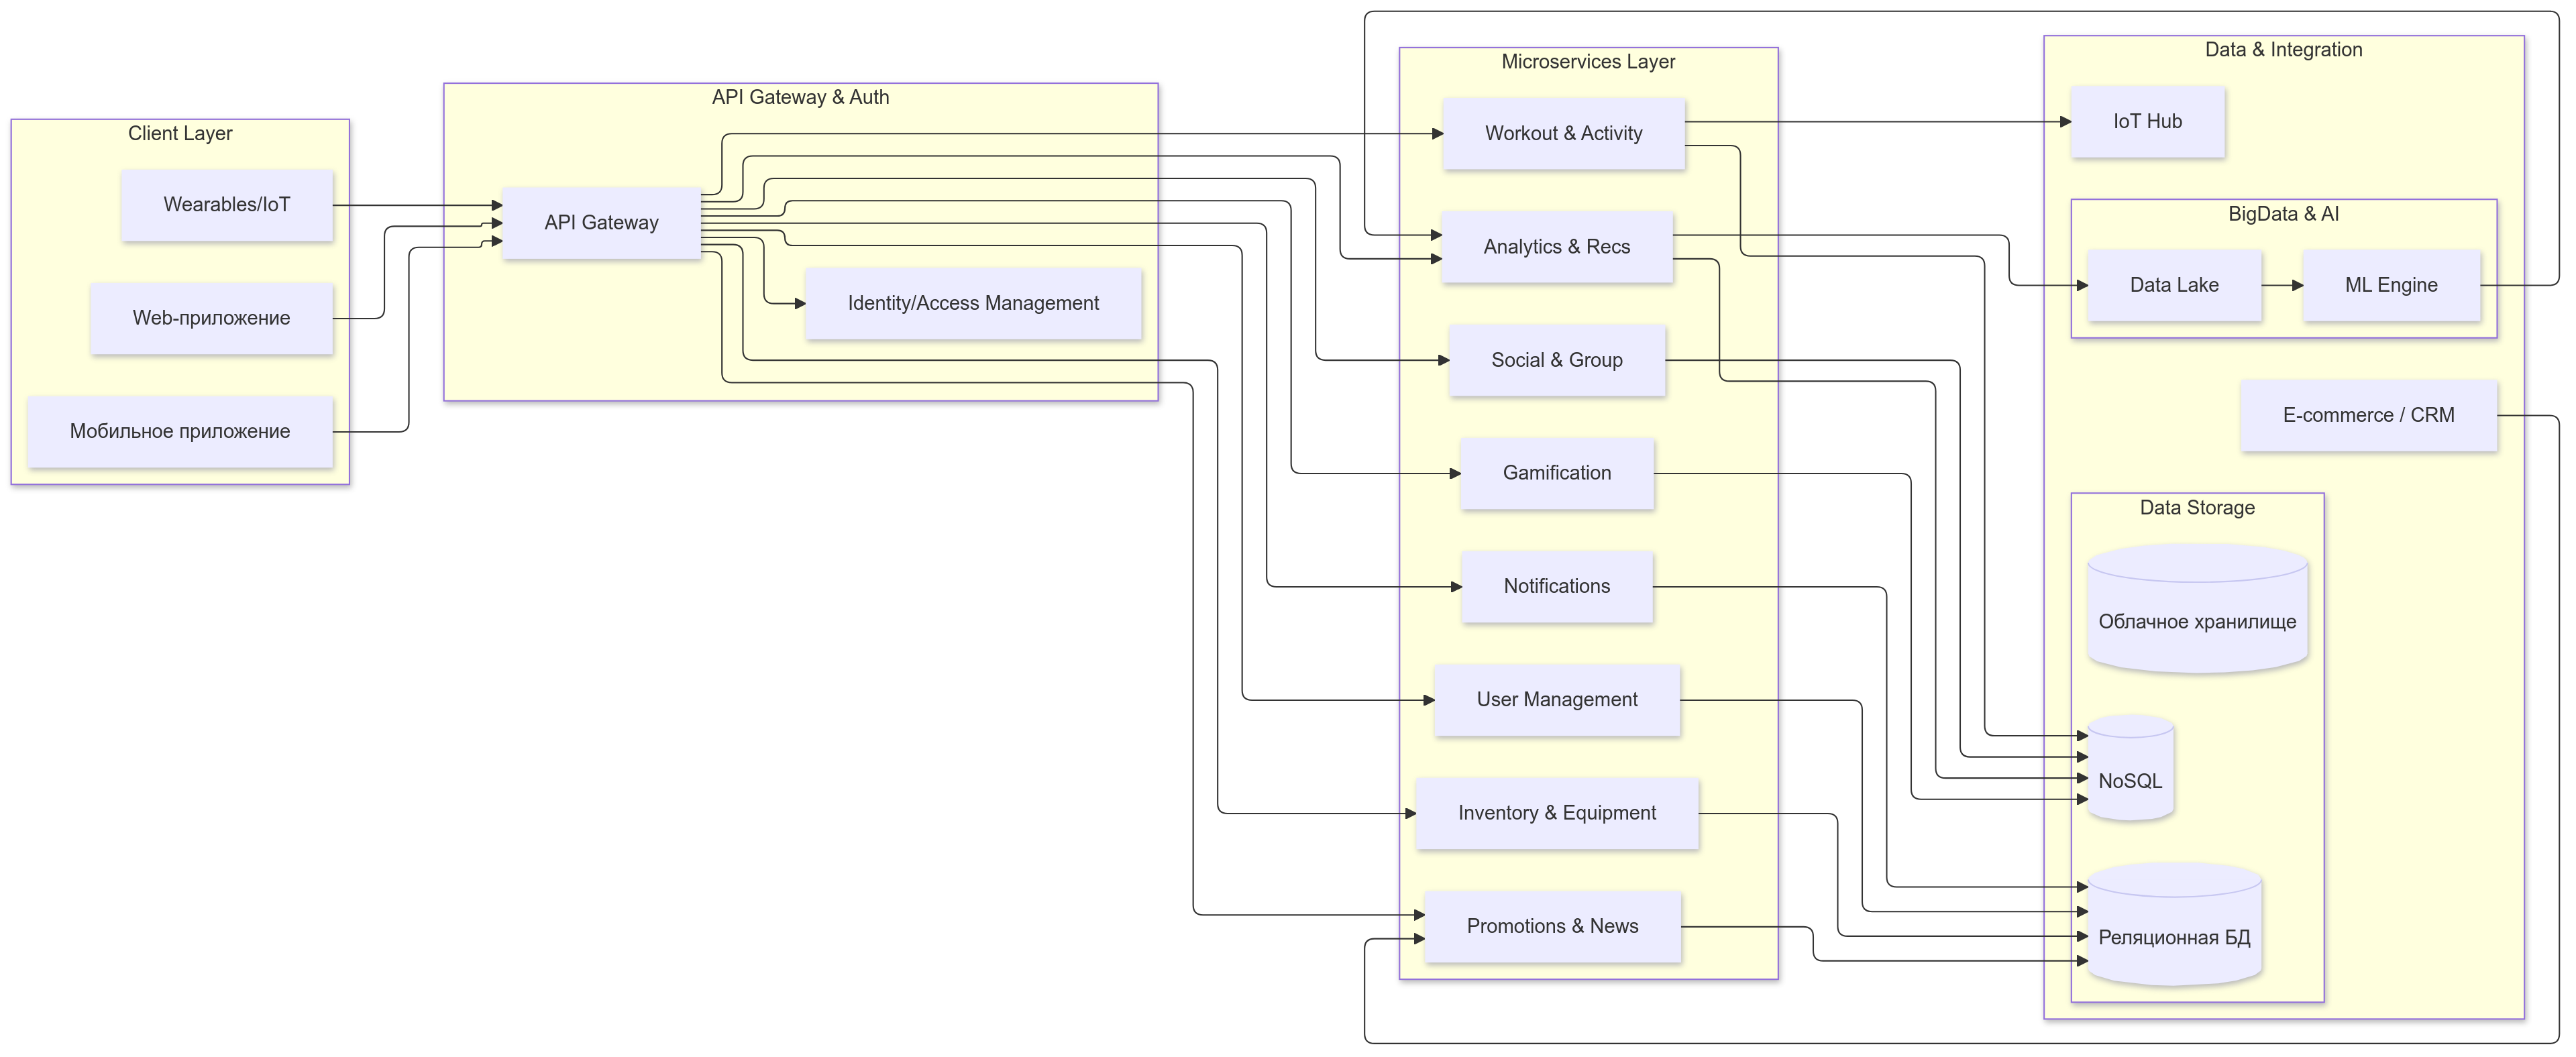 Client Layer
Wearables/IoT
Web-приложение
Мобильное приложение
API Gateway & Auth
API Gateway
Identity/Access Management
Microservices Layer
Workout & Activity
Analytics & Recs
Social & Group
Gamification
Notifications
User Management
Inventory & Equipment
Promotions & News
Data & Integration
IoT Hub
BigData & AI
Data Lake
ML Engine
E-commerce / CRM
Data Storage
Облачное хранилище
NoSQL
Реляционная БД